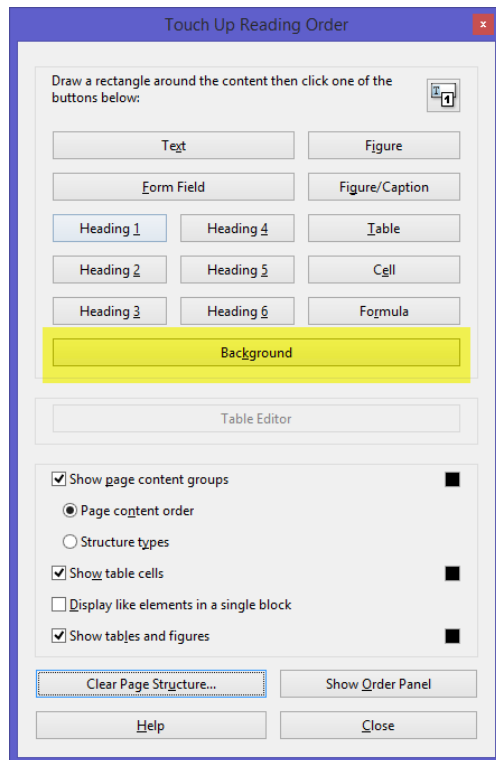 Touch Up Reading Order
x
Draw a rectangle around the content then click one of the
buttons below:
1
Text
Figure
Form Field
Figure/Caption
Heading 1
Heading 4
Table
Heading 2
Heading 5
Cell
Heading 3
Heading 6
Formula
Background
Table Editor
Show page content groups
Page content order
Structure types
Show table cells
Display like elements in a single block
Show tables and figures
Clear Page Structure...
Show Order Panel
Help
Close